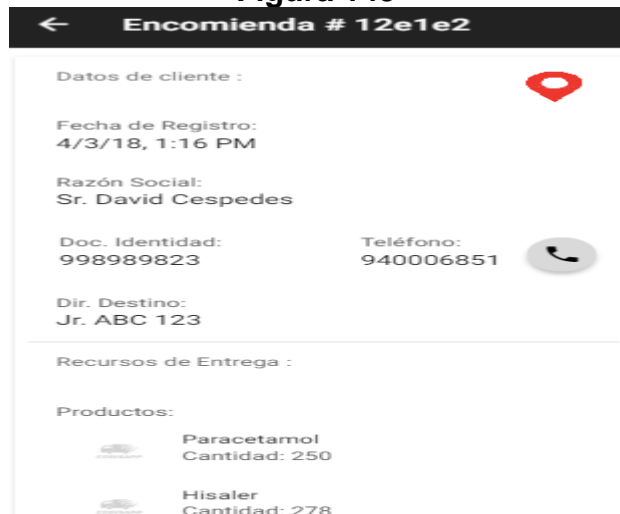 Encomienda # 12e1e2
Datos de cliente :
Fecha de Registro:
4/3/18, 1:16 PM
Razón Social:
Sr. David Cespedes
Doc. Identidad: Teléfono:
998989823 940006851
Dir. Destino:
Jr. ABC 123
Recursos de Entrega :
Productos:
Paracetamol
Cantidad: 250
Hisaler
Cantidad: 278